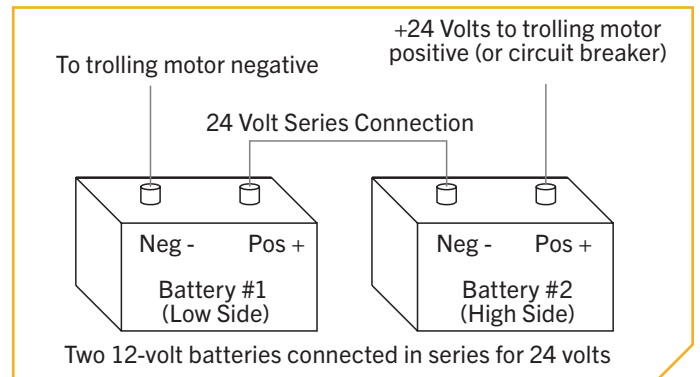 +24 Volts to trolling motor
positive (or circuit breaker)
To trolling motor negative
24 Volt Series Connection
Neg - Pos +
Battery #1
(Low Side)
Neg - Pos +
Battery #2
(High Side)
Two 12-volt batteries connected in series for 24 volts